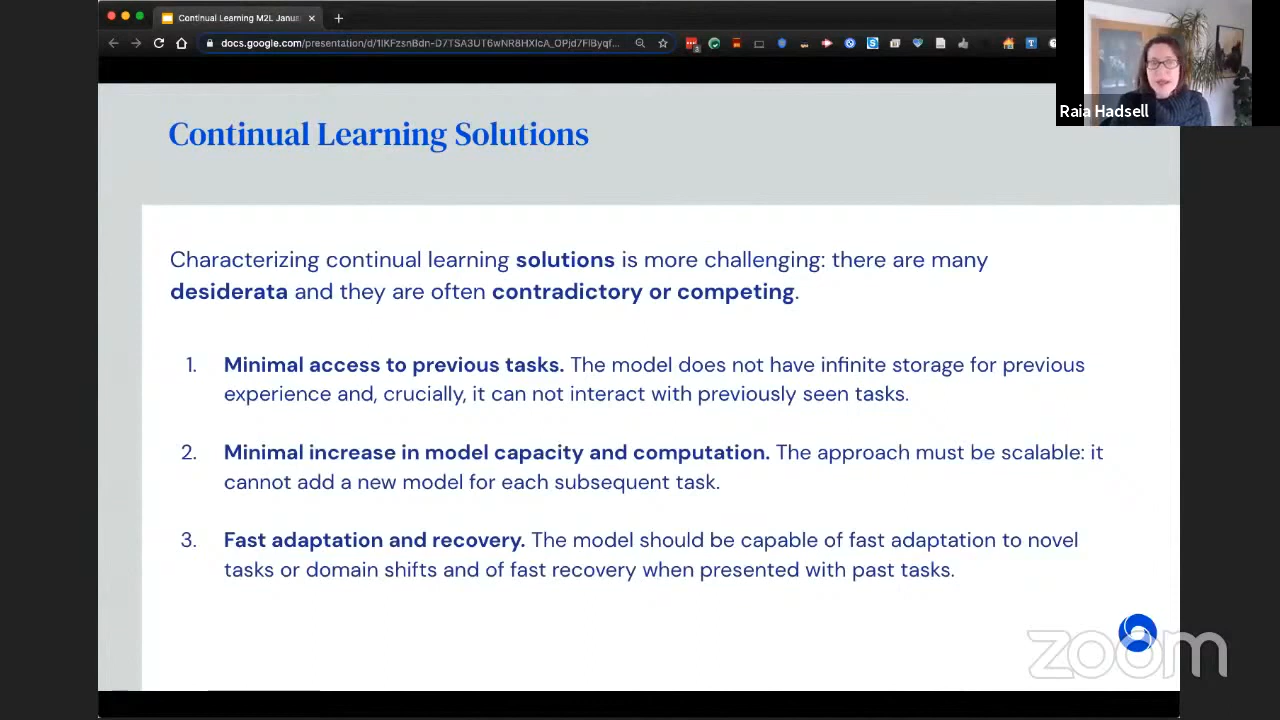 Continual Learning M2L Janua
docs.google.com/presentation/d/1IKFzsnBdn-D7TSA3UT6wNR8HXIcA_OPjd7FlByqf...
Raia Hadsell
Continual Learning Solutions
Characterizing continual learning solutions is more challenging: there are many
desiderata and they are often contradictory or competing.
1. Minimal access to previous tasks. The model does not have infinite storage for previous
experience and, crucially, it can not interact with previously seen tasks.
2. Minimal increase in model capacity and computation. The approach must be scalable: it
cannot add a new model for each subsequent task.
3. Fast adaptation and recovery. The model should be capable of fast adaptation to novel
tasks or domain shifts and of fast recovery when presented with past tasks.
zoom